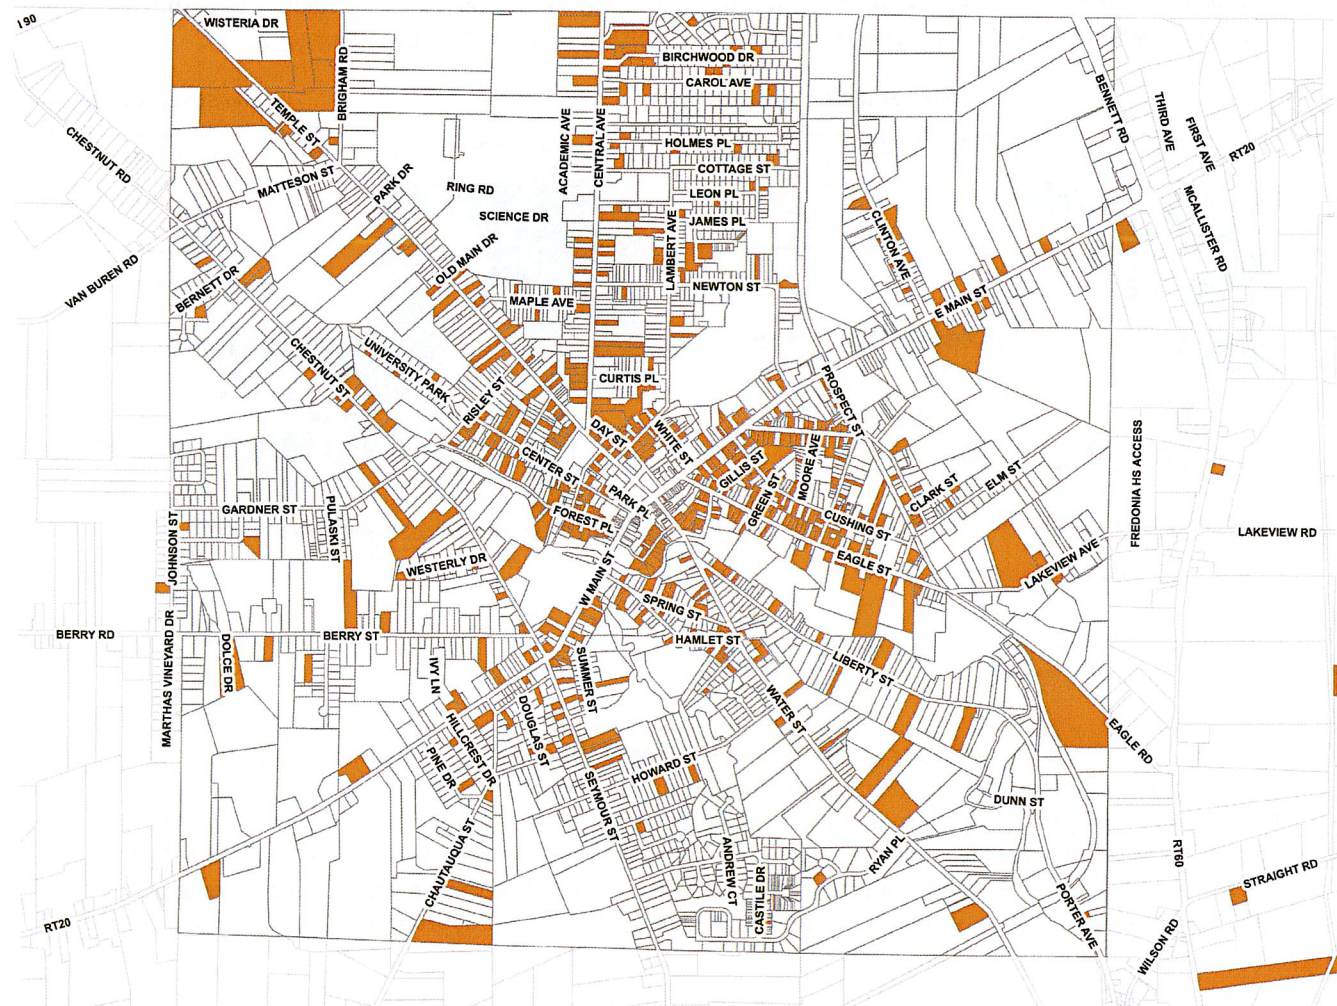 I 90
WISTERIA DR
BRIGHAM RD
BIRCHWOOD DR
CAROL AVE
BENNETT RD
THIRD AVE
FIRST AVE
RT20
TEMPLE ST
CHESTNUT RD
ACADEMIC AVE
CENTRAL AVE
HOLMES PL
COTTAGE ST
MATTESON ST
PARK DR
RING RD
LEON PL
SCIENCE DR
JAMES PL
MCALLISTER RD
LAMBERT AVE
CLINTON AVE
VAN BUREN RD
BERNETT DR
OLD MAIN DR
MAPLE AVE
NEWTON ST
E MAIN ST
UNIVERSITY PARK
CHESTNUT ST
CURTIS PL
RISLEY ST
PROSPECT ST
DAY ST
WHITE ST
MOORE AVE
FREDONIA HS ACCESS
CENTER ST
GILLIS ST
GREEN ST
CLARK ST
ELM ST
PARK PL
GARDNER ST
PULASKI ST
FOREST PL
CUSHING ST
JOHNSON ST
LAKEVIEW RD
EAGLE ST
LAKEVIEW AVE
WESTERLY DR
W MAIN ST
SPRING ST
BERRY RD
BERRY ST
HAMLET ST
MARTHAS VINEYARD DR
DOLCE DR
IVY LN
SUMMER ST
LIBERTY ST
WATER ST
HILLCREST DR
DOUGLAS ST
PINE DR
EAGLE RD
HOWARD ST
SEYMOUR ST
DUNN ST
CHAUTAUQUA ST
ANDREW CT
CASTILE DR
RYAN PL
RT60
STRAIGHT RD
PORTER AVE
RT20
WILSON RD